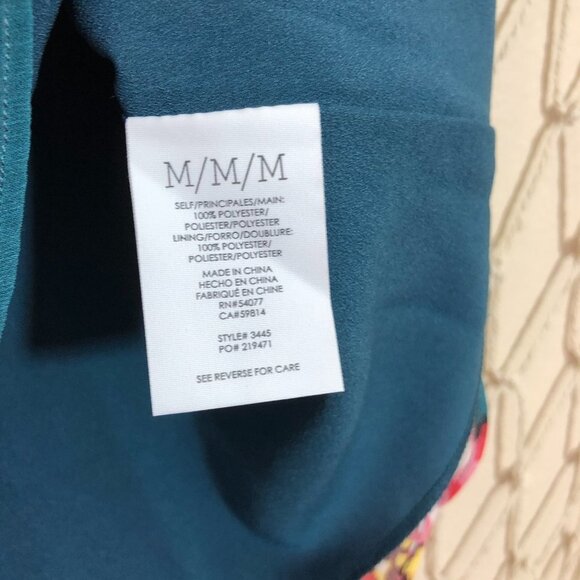 M/M/M
SELF/PRINCIPALES/MAIN:
100% POLYESTER/
POLIESTER/POLYESTER
LINING/FORRO/DOUBLURE:
100% POLYESTER/
POLIESTER/POLYESTER
MADE IN CHINA
HECHO EN CHINA
FABRIQUÉ EN CHINE
RN#54077
CA#59814
STYLE# 3445
PO# 219471
SEE REVERSE FOR CARE